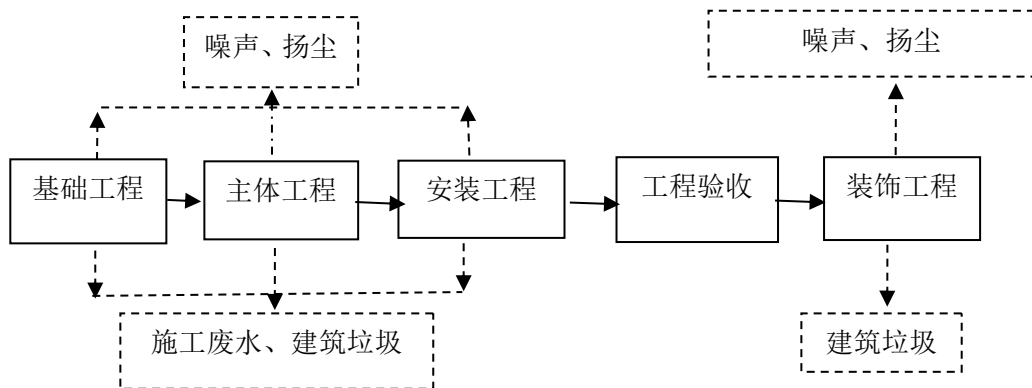 噪声、扬尘
噪声、扬尘
基础工程
主体工程
安装工程
工程验收
装饰工程
施工废水、建筑垃圾
建筑垃圾